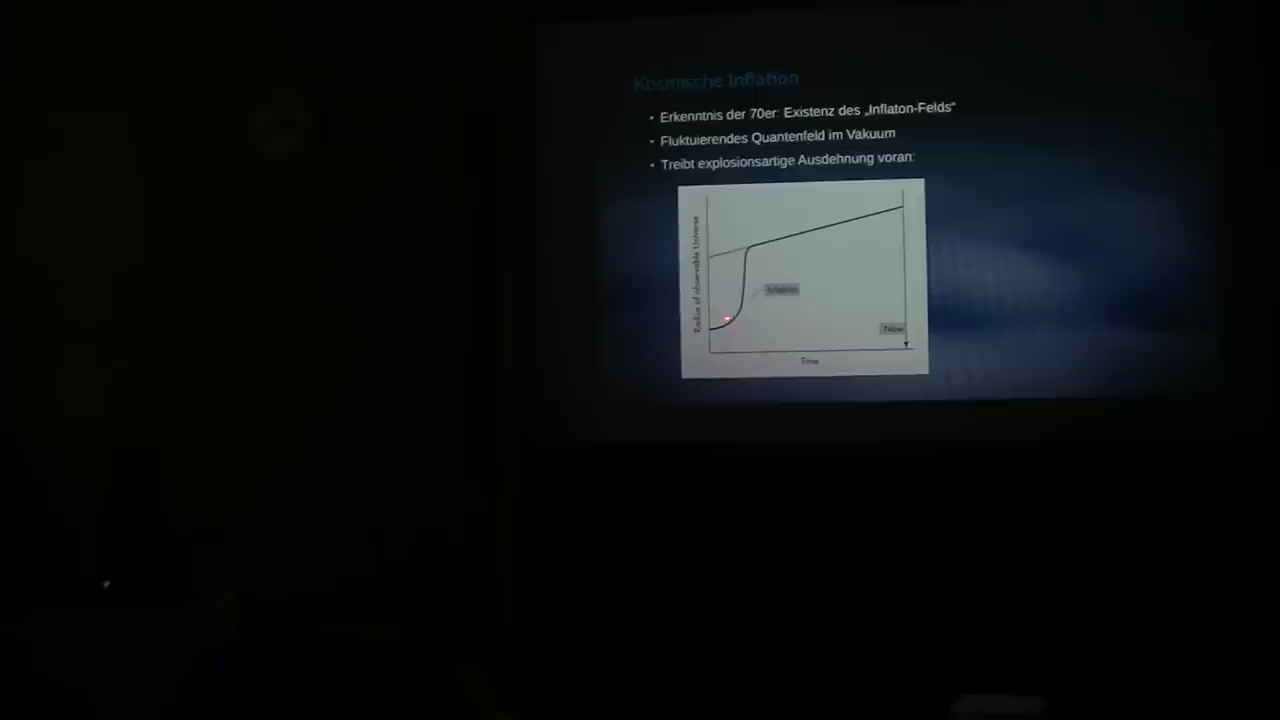 Kosmische Inflation
• Erkenntnis der 70er: Existenz des „Inflaton-Felds“
• Fluktuierendes Quantenfeld im Vakuum
• Treibt explosionsartige Ausdehnung voran:
Radius of observable Universe
Now
Time